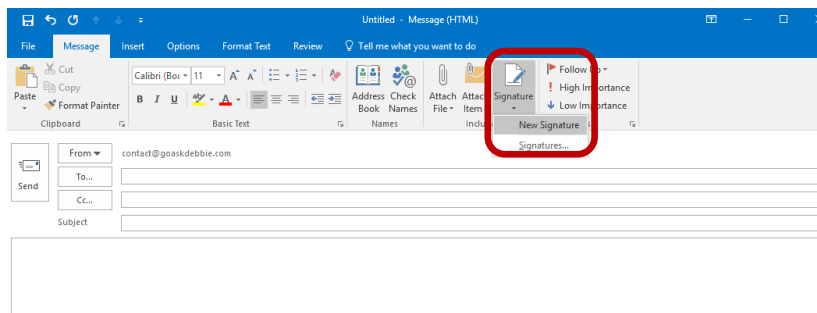 Untitled - Message (HTML)
File Message Insert Options Format Text Review Tell me what you want to do
Cut
Copy
Format Painter
Paste
Clipboard
Calibri (Boc 11 A A
B I U A
Basic Text
Address Book
Check Names
Names
Attach File
Attach Item
Signature
Follow Up
High Importance
Low Importance
New Signature
Signatures...
Send
From
contact@goaskdebbie.com
To...
Cc...
Subject